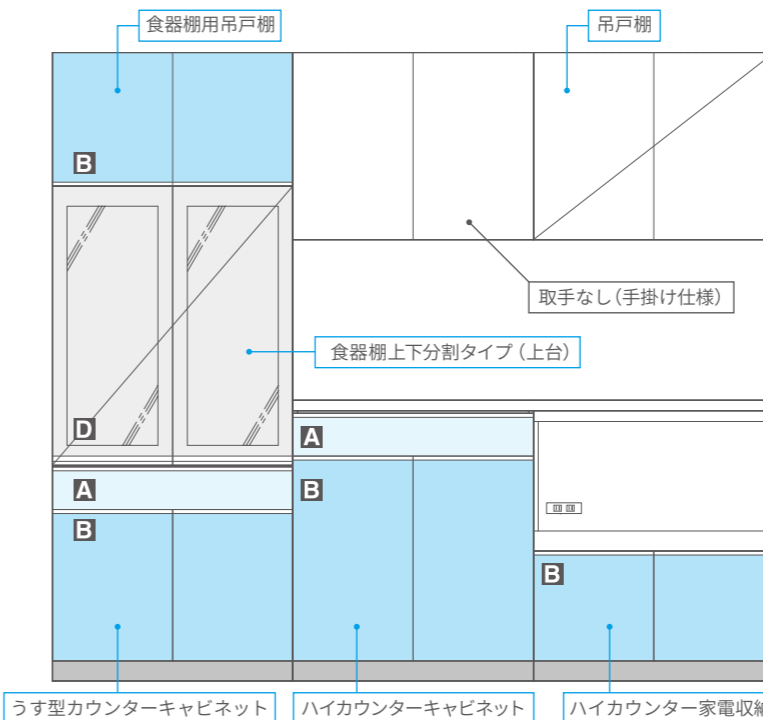 食器棚用吊戸棚
吊戸棚
B
取手なし（手掛け仕様）
食器棚上下分割タイプ（上台）
D
A
A
B
B
B
うす型カウンターキャビネット
ハイカウンターキャビネット
ハイカウンター家電収納